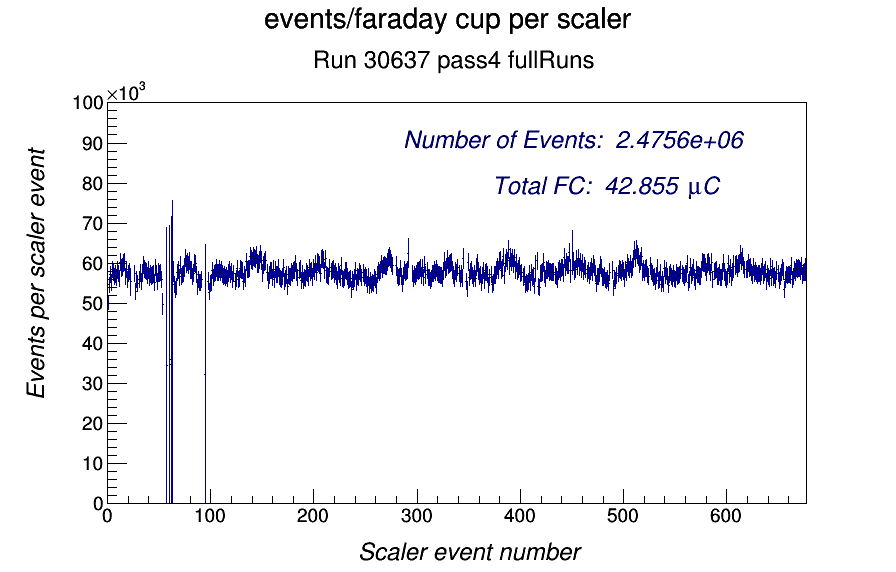 events/faraday cup per scaler
Run 30637 pass4 fullRuns
×10³
100
90
80
70
60
50
40
30
20
10
0
Events per scaler event
Number of Events: 2.4756e+06
Total FC: 42.855 μC
0 100 200 300 400 500 600
Scaler event number